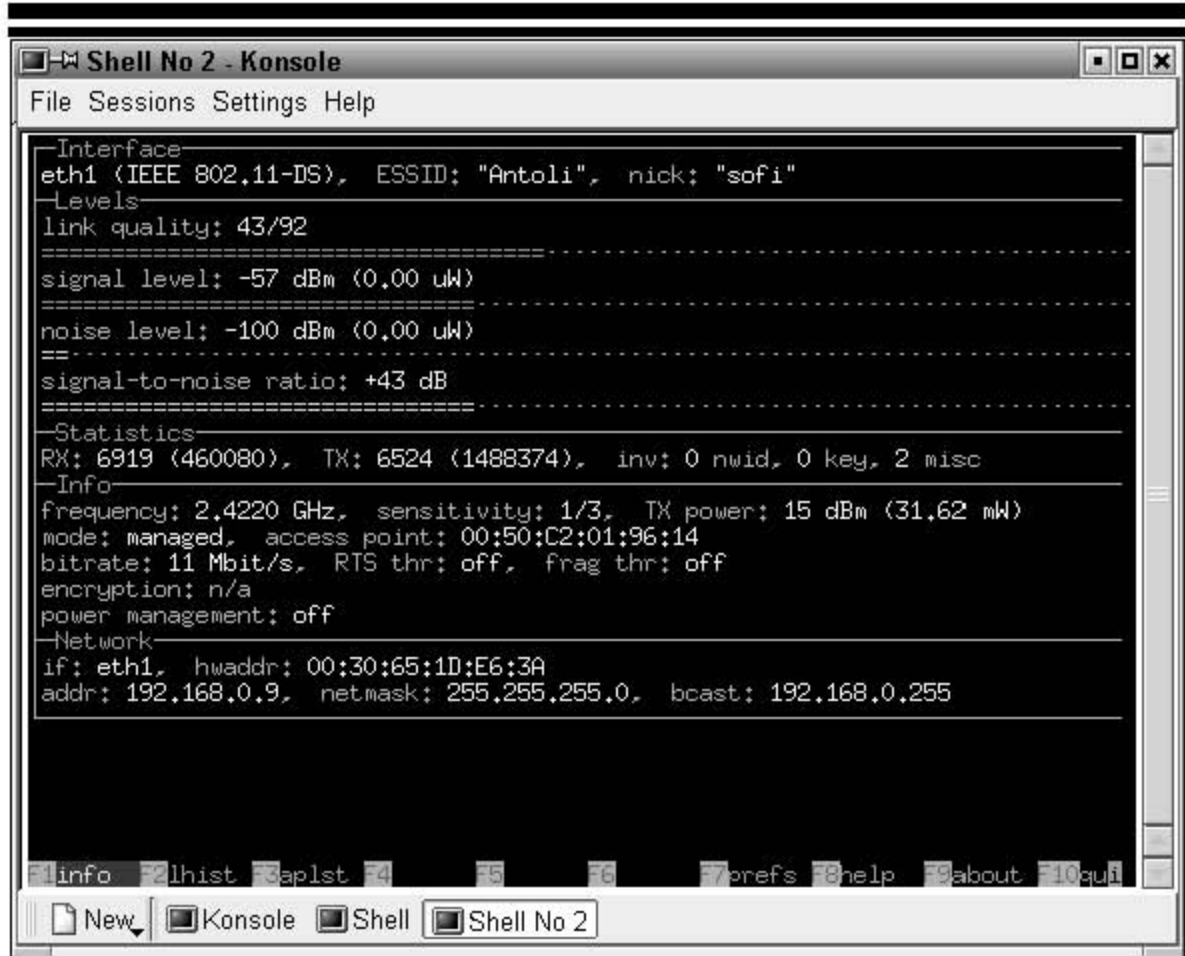 Shell No 2 - Konsole
File Sessions Settings Help
Interface
eth1 (IEEE 802.11-DS), ESSID: "Antoli", nick: "sofi"
Levels
link quality: 43/92
signal level: -57 dBm (0.00 uW)
noise level: -100 dBm (0.00 uW)
signal-to-noise ratio: +43 dB
Statistics
RX: 6919 (460080), TX: 6524 (1488374), inv: 0 nwid, 0 key, 2 misc
Info
frequency: 2.4220 GHz, sensitivity: 1/3, TX power: 15 dBm (31.62 mW)
mode: managed, access point: 00:50:C2:01:96:14
bitrate: 11 Mbit/s, RTS thr: off, frag thr: off
encryption: n/a
power management: off
Network
if: eth1, hwaddr: 00:30:65:1D:E6:3A
addr: 192.168.0.9, netmask: 255.255.255.0, bcast: 192.168.0.255
F1info F2lhist F3aplst F4 F5 F6 F7prefs F8help F9about F10qui
New Konsole Shell Shell No 2